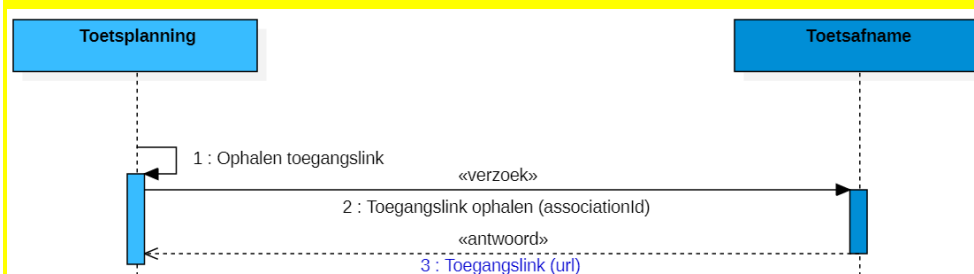 Toetsplanning
Toetsafname
1 : Ophalen toegangslink
«verzoek»
2 : Toegangslink ophalen (associationId)
«antwoord»
3 : Toegangslink (url)